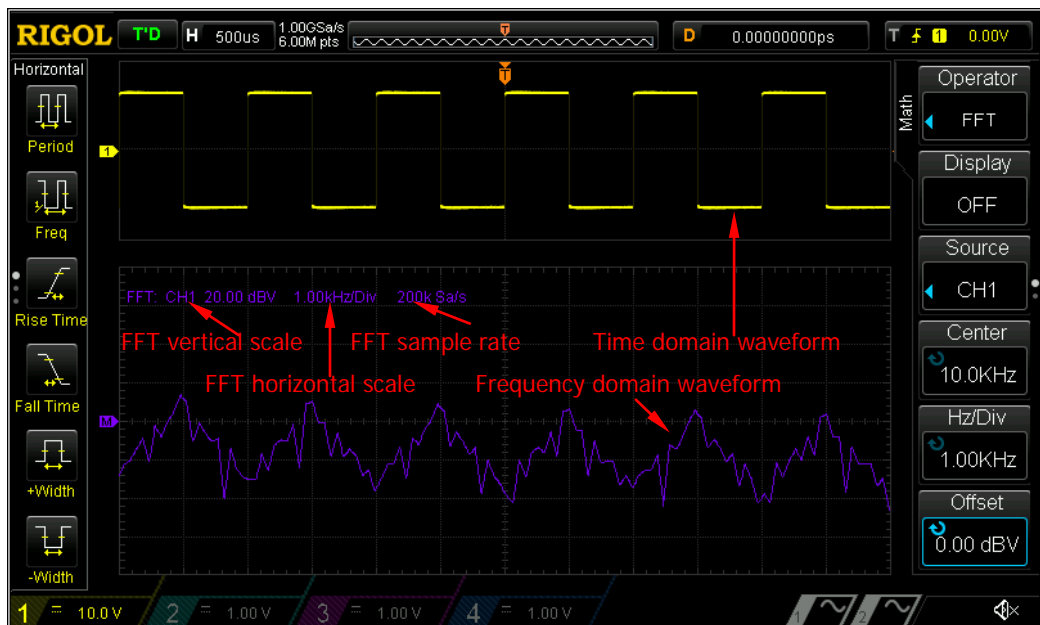 RIGOL T'D H 500us 1.00GSa/s 6.00M pts T D 0.00000000ps T 1 0.00V
Horizontal
Period
Freq
Rise Time
Fall Time
+Width
-Width
T
1
FFT: CH1 20.00 dBV 1.00kHz/Div 200k Sa/s
FFT vertical scale FFT sample rate Time domain waveform
FFT horizontal scale Frequency domain waveform
M
Math
Operator
FFT
Display
OFF
Source
CH1
Center
10.0KHz
Hz/Div
1.00KHz
Offset
0.00 dBV
1 = 10.0 V 2 = 1.00 V 3 = 1.00 V 4 = 1.00 V 1 2